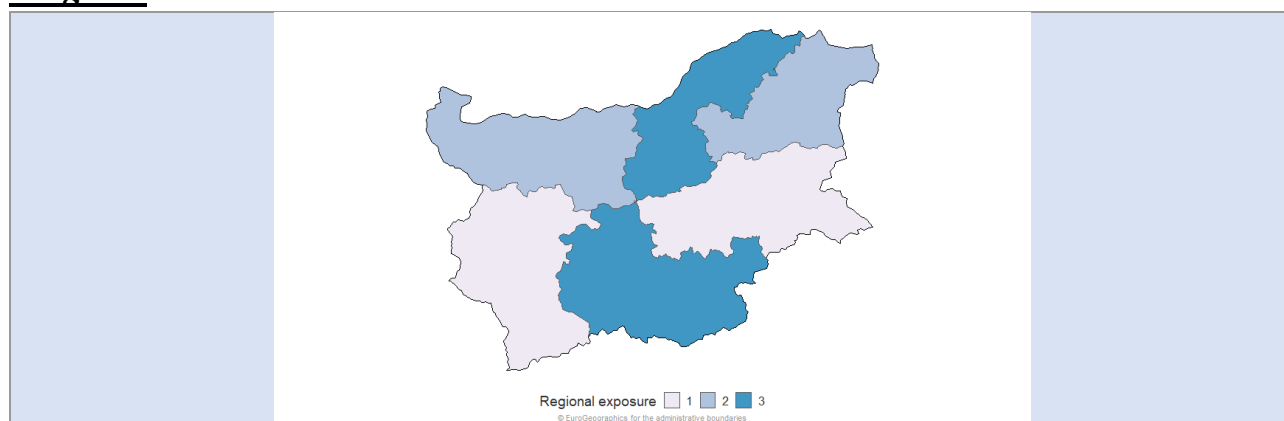 Regional exposure 1 2 3
© EuroGeographics for the administrative boundaries